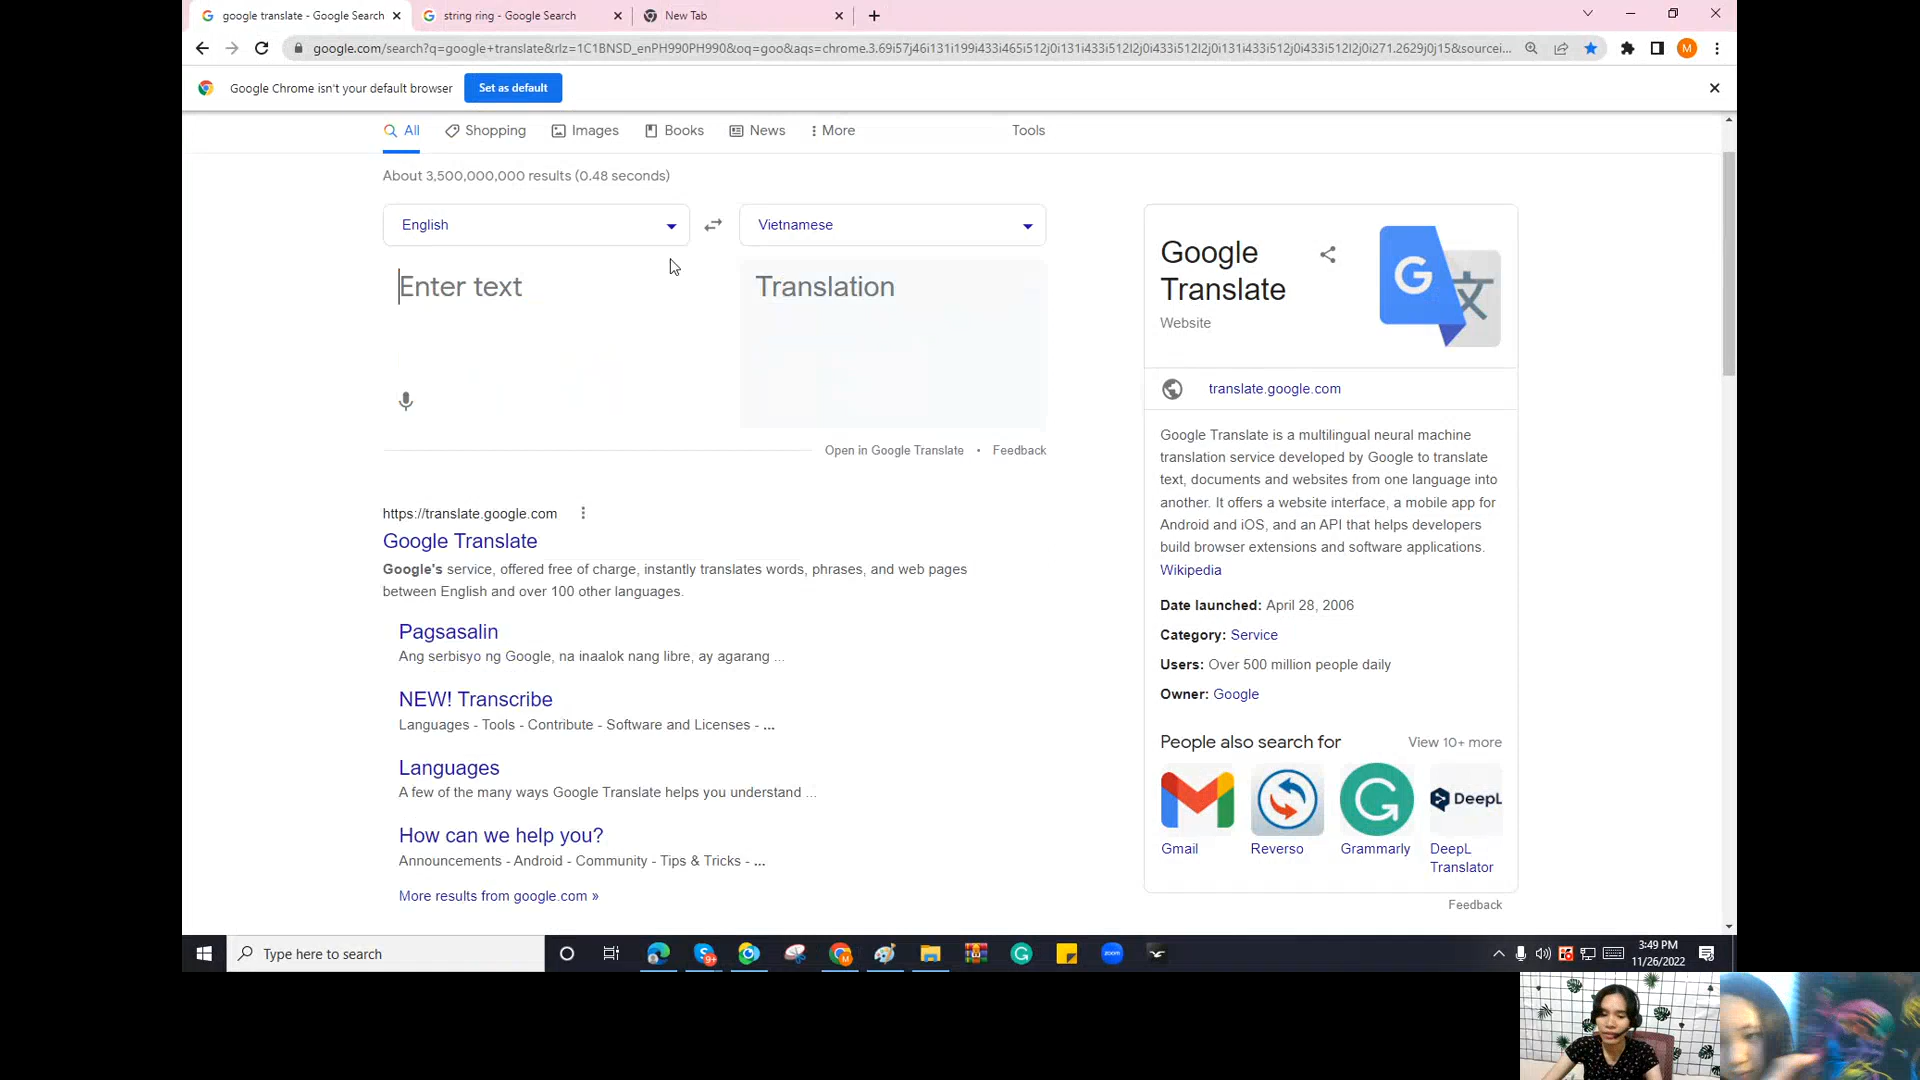 google translate - Google Search
string ring - Google Search
New Tab
google.com/search?q=google+translate&rlz=1C1BNSD_enPH990PH990&oq=goo&aqs=chrome.3.69i57j46i131i199i433i465i512j0i131i433i512l2j0i433i512l2j0i131i433i512j0i433i512l2j0i271.2629j0j15&sourcei...
M
Google Chrome isn't your default browser
Set as default
All
Shopping
Images
Books
News
More
Tools
About 3,500,000,000 results (0.48 seconds)
English
Vietnamese
Enter text
Translation
Open in Google Translate • Feedback
https://translate.google.com
Google Translate
Google's service, offered free of charge, instantly translates words, phrases, and web pages
between English and over 100 other languages.
Pagsasalin
Ang serbisyo ng Google, na inaalok nang libre, ay agarang ...
NEW! Transcribe
Languages - Tools - Contribute - Software and Licenses - ...
Languages
A few of the many ways Google Translate helps you understand ...
How can we help you?
Announcements - Android - Community - Tips & Tricks - ...
More results from google.com »
Google
Translate
Website
G
文
translate.google.com
Google Translate is a multilingual neural machine
translation service developed by Google to translate
text, documents and websites from one language into
another. It offers a website interface, a mobile app for
Android and iOS, and an API that helps developers
build browser extensions and software applications.
Wikipedia
Date launched: April 28, 2006
Category: Service
Users: Over 500 million people daily
Owner: Google
People also search for
View 10+ more
DeepL
Gmail
Reverso
Grammarly
DeepL
Translator
Feedback
Type here to search
9+
zoom
3:49 PM
11/26/2022